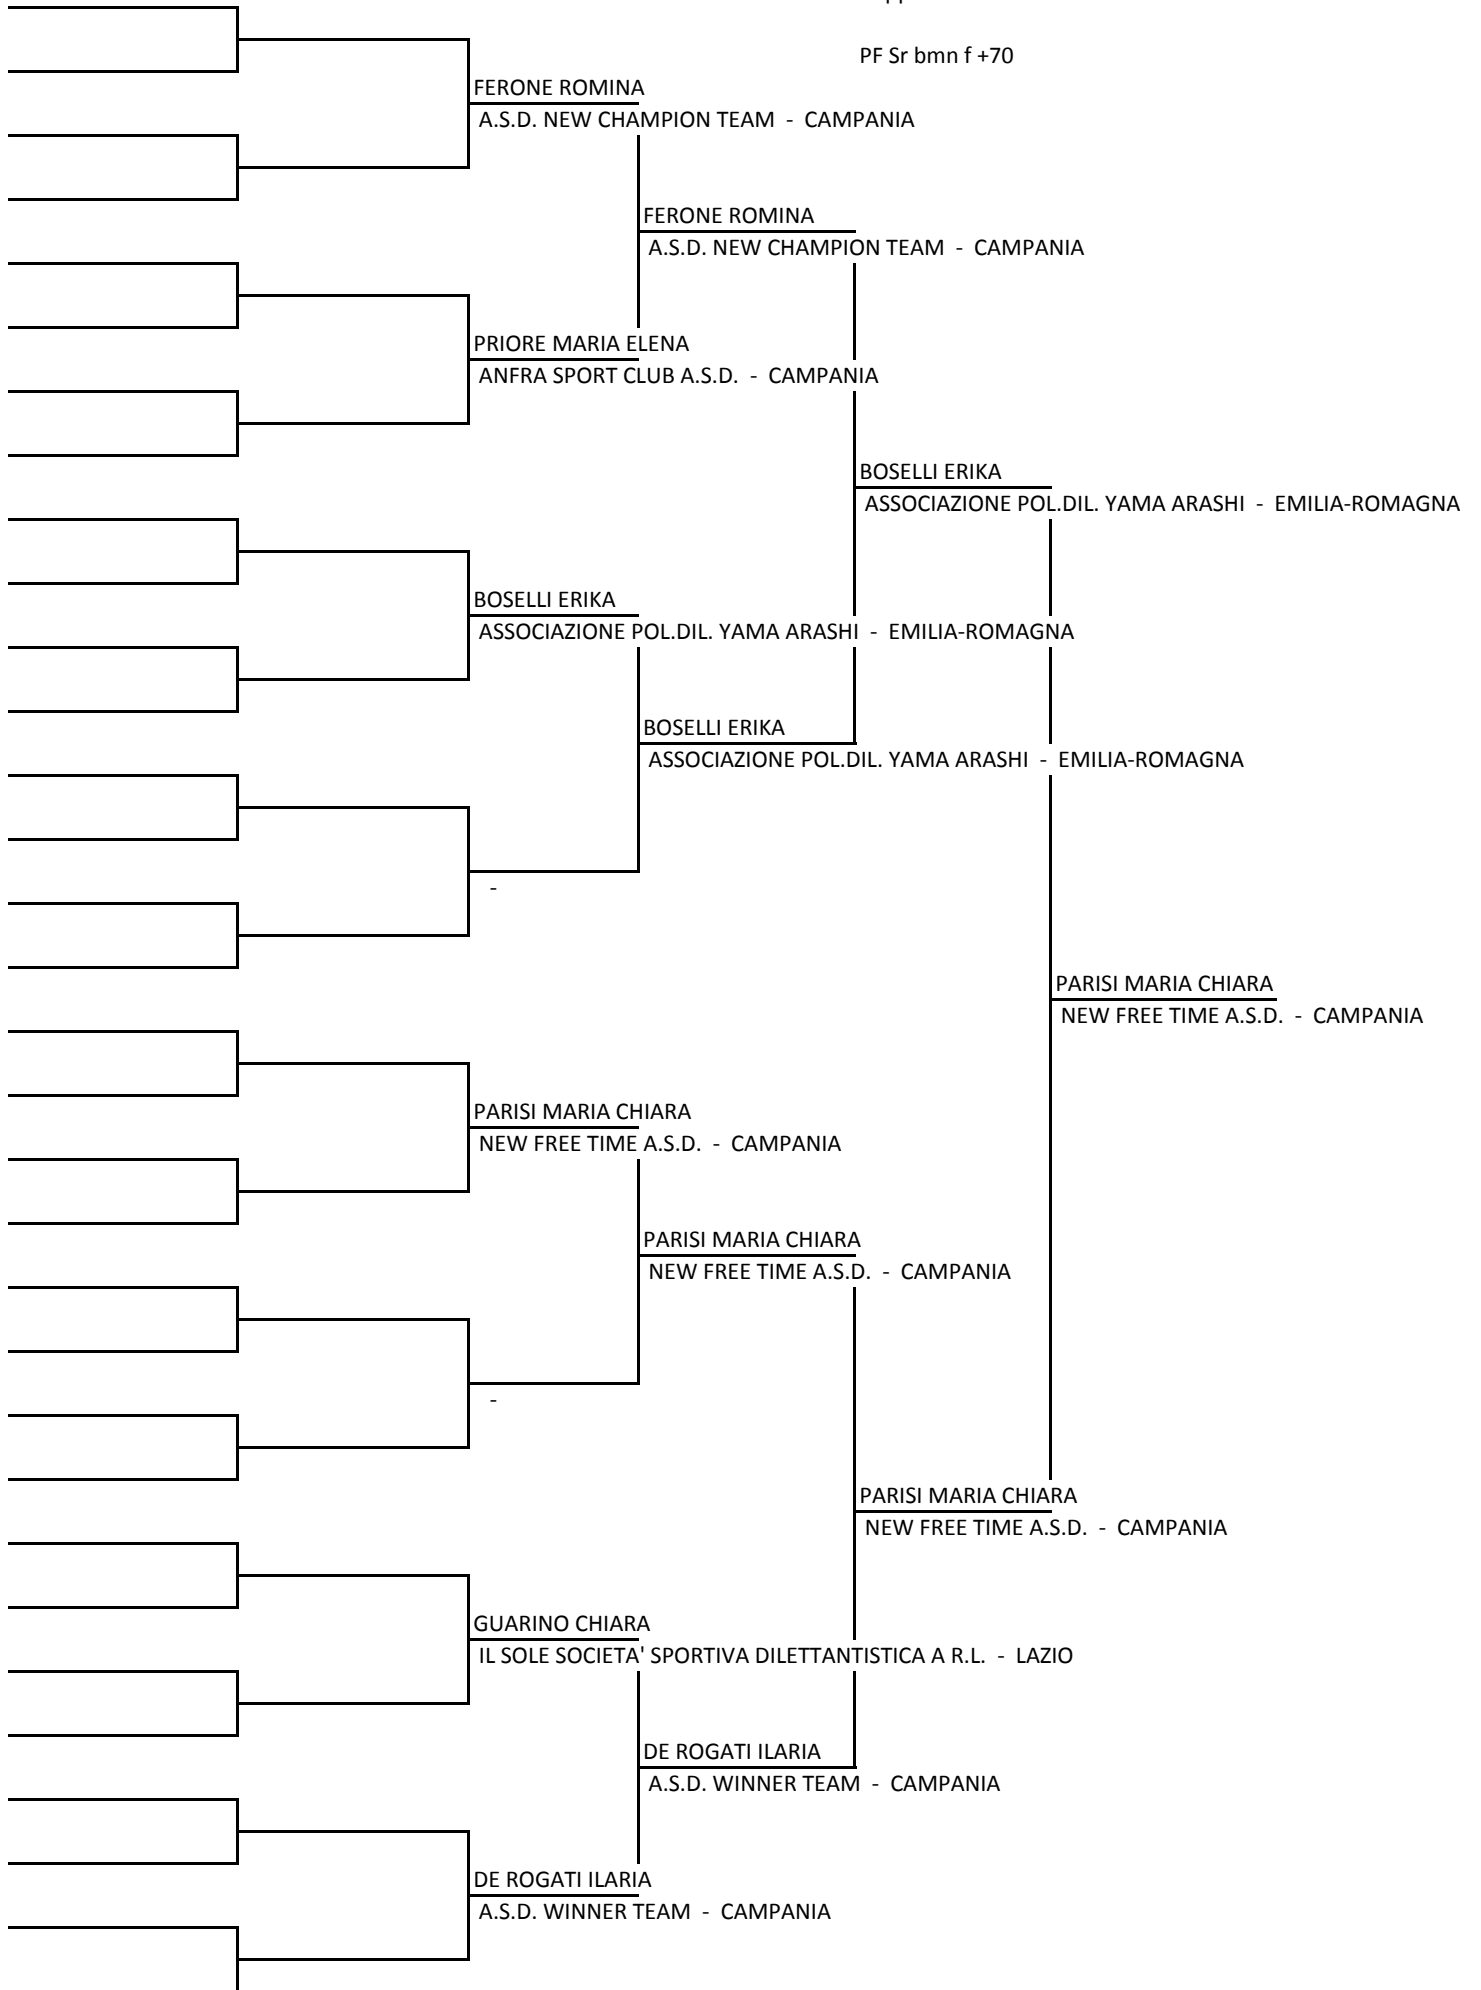 PF Sr bmn f +70
FERONE ROMINA
A.S.D. NEW CHAMPION TEAM - CAMPANIA
FERONE ROMINA
A.S.D. NEW CHAMPION TEAM - CAMPANIA
PRIORE MARIA ELENA
ANFRA SPORT CLUB A.S.D. - CAMPANIA
BOSELLI ERIKA
ASSOCIAZIONE POL.DIL. YAMA ARASHI - EMILIA-ROMAGNA
BOSELLI ERIKA
ASSOCIAZIONE POL.DIL. YAMA ARASHI - EMILIA-ROMAGNA
BOSELLI ERIKA
ASSOCIAZIONE POL.DIL. YAMA ARASHI - EMILIA-ROMAGNA
-
PARISI MARIA CHIARA
NEW FREE TIME A.S.D. - CAMPANIA
PARISI MARIA CHIARA
NEW FREE TIME A.S.D. - CAMPANIA
PARISI MARIA CHIARA
NEW FREE TIME A.S.D. - CAMPANIA
-
PARISI MARIA CHIARA
NEW FREE TIME A.S.D. - CAMPANIA
GUARINO CHIARA
IL SOLE SOCIETA' SPORTIVA DILETTANTISTICA A R.L. - LAZIO
DE ROGATI ILARIA
A.S.D. WINNER TEAM - CAMPANIA
DE ROGATI ILARIA
A.S.D. WINNER TEAM - CAMPANIA